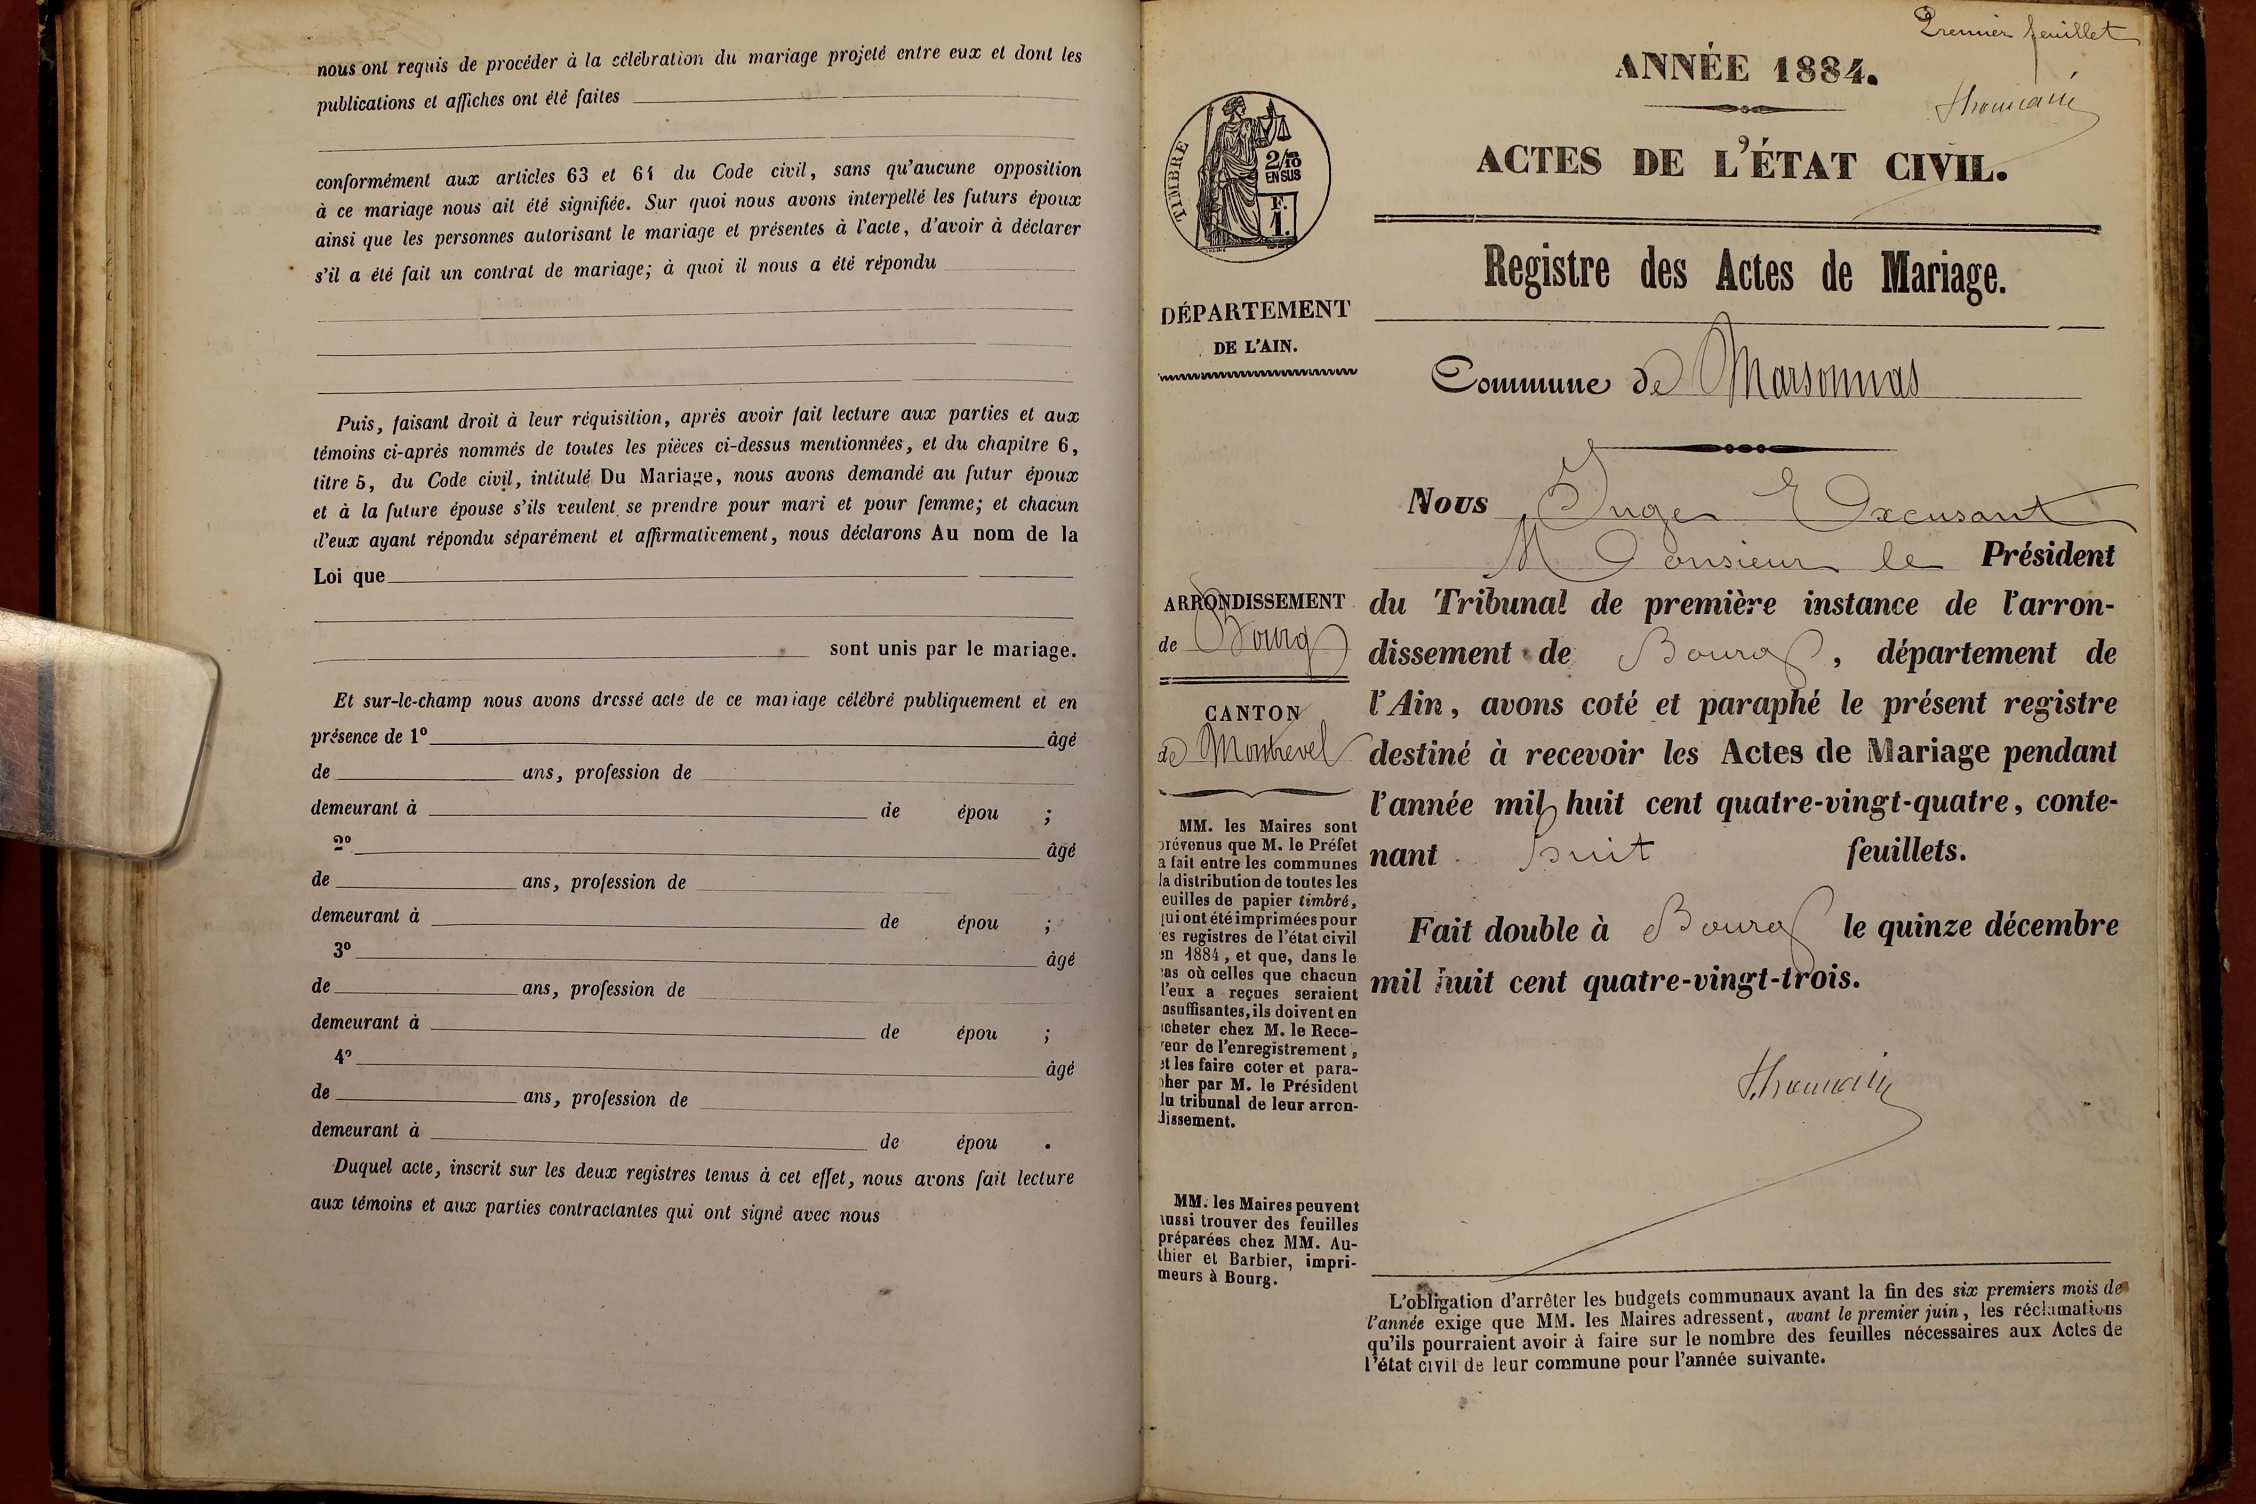 nous ont requis de procéder à la célébration du mariage projeté entre eux et dont les
publications et affiches ont été faites
conformément aux articles 63 et 64 du Code civil, sans qu'aucune opposition
à ce mariage nous ait été signifiée. Sur quoi nous avons interpellé les futurs époux
ainsi que les personnes autorisant le mariage et présentes à l'acte, d'avoir à déclarer
s'il a été fait un contrat de mariage; à quoi il nous a été répondu
Puis, faisant droit à leur réquisition, après avoir fait lecture aux parties et aux
témoins ci-après nommés de toutes les pièces ci-dessus mentionnées, et du chapitre 6,
titre 5, du Code civil, intitulé Du Mariage, nous avons demandé au futur époux
et à la future épouse s'ils veulent se prendre pour mari et pour femme; et chacun
d'eux ayant répondu séparément et affirmativement, nous déclarons Au nom de la
Loi que
sont unis par le mariage.
Et sur-le-champ nous avons dressé acte de ce mariage célébré publiquement et en
présence de 1º âgé
de ans, profession de
demeurant à de épou ;
2º âgé
de ans, profession de
demeurant à de épou ;
3º âgé
de ans, profession de
demeurant à de épou ;
4º âgé
de ans, profession de
demeurant à de épou .
Duquel acte, inscrit sur les deux registres tenus à cet effet, nous avons fait lecture
aux témoins et aux parties contractantes qui ont signé avec nous
Premier feuillet
ANNÉE 1884.
ACTES DE L'ÉTAT CIVIL.
TIMBRE
2/10
EN SUS
F.
1.
Registre des Actes de Mariage.
DÉPARTEMENT
DE L'AIN.
Commune de Marsonnas
Nous Juge Excusant
Monsieur le Président
du Tribunal de première instance de l'arron-
dissement de Bourg, département de
l'Ain, avons coté et paraphé le présent registre
destiné à recevoir les Actes de Mariage pendant
l'année mil huit cent quatre-vingt-quatre, conte-
nant huit feuillets.
Fait double à Bourg le quinze décembre
mil huit cent quatre-vingt-trois.
ARRONDISSEMENT
de Bourg
CANTON
de Montrevel
MM. les Maires sont
prévenus que M. le Préfet
a fait entre les communes
la distribution de toutes les
euilles de papier timbré,
qui ont été imprimées pour
es registres de l'état civil
en 1884, et que, dans le
cas où celles que chacun
d'eux a reçues seraient
nsuffisantes, ils doivent en
acheter chez M. le Rece-
veur de l'enregistrement,
et les faire coter et para-
pher par M. le Président
du tribunal de leur arron-
dissement.
MM. les Maires peuvent
aussi trouver des feuilles
préparées chez MM. Au-
thier et Barbier, impri-
meurs à Bourg.
L'obligation d'arrêter les budgets communaux avant la fin des six premiers mois de
l'année exige que MM. les Maires adressent, avant le premier juin, les réclamations
qu'ils pourraient avoir à faire sur le nombre des feuilles nécessaires aux Actes de
l'état civil de leur commune pour l'année suivante.